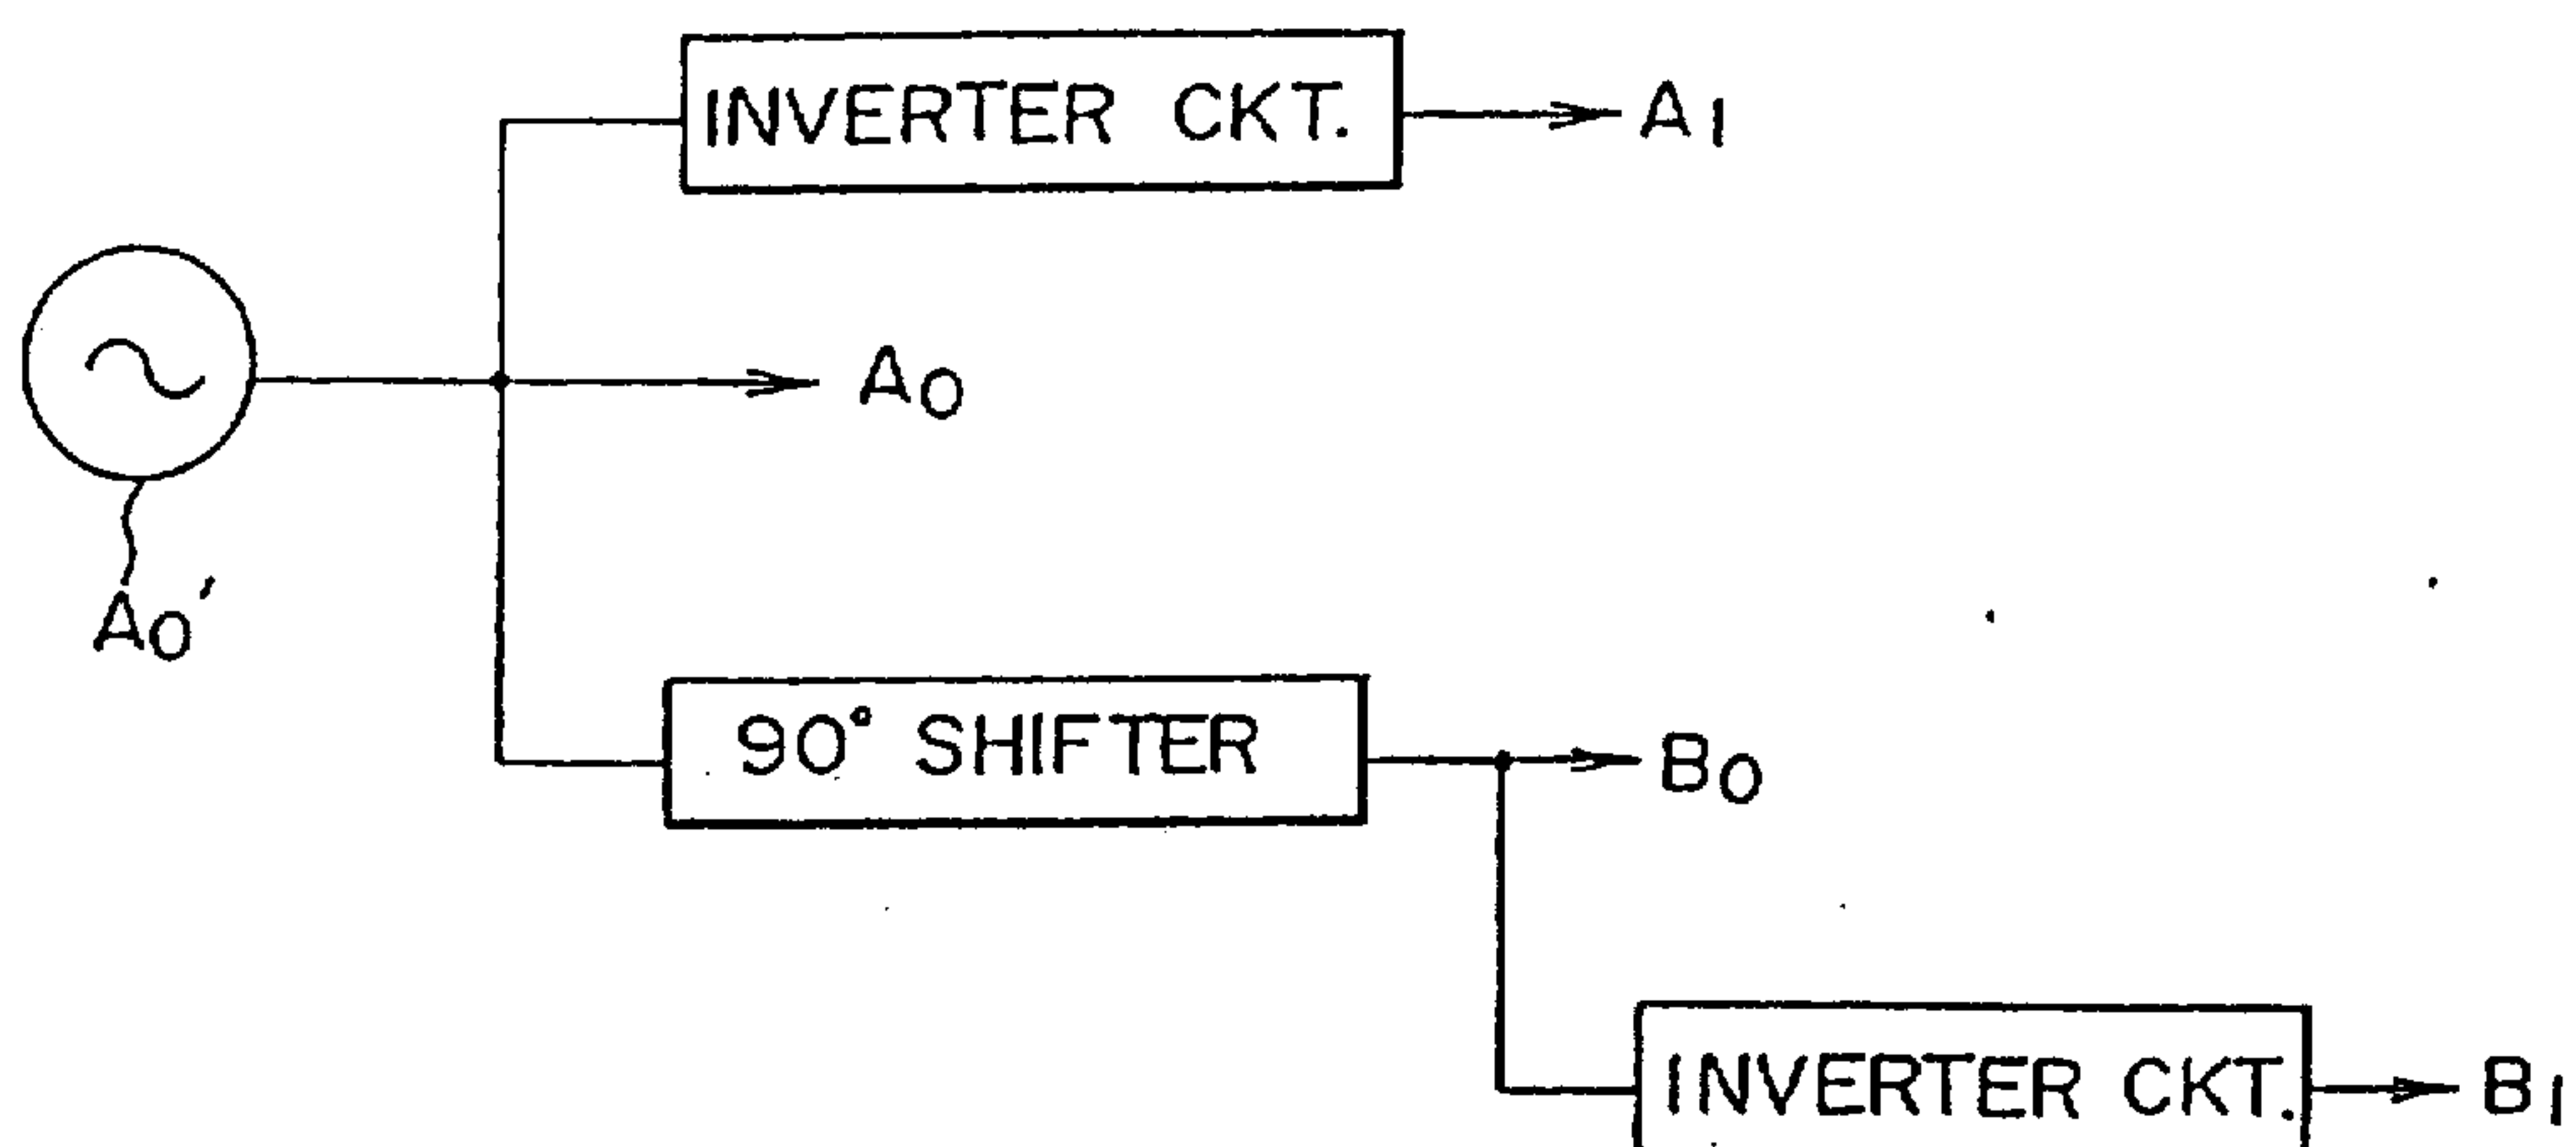 INVERTER CKT.
A1
A0
A0'
90° SHIFTER
B0
INVERTER CKT.
B1